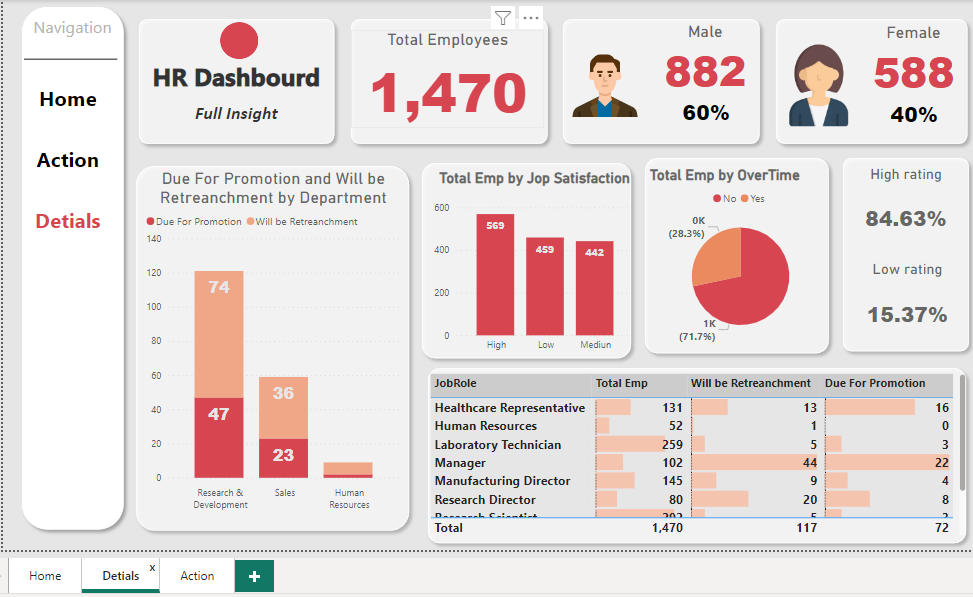 Navigation
Home
Action
Detials
HR Dashbourd
Full Insight
Total Employees
1,470
Male
882
60%
Female
588
40%
Due For Promotion and Will be
Retreanchment by Department
Due For Promotion Will be Retreanchment
140
120
100
80
60
40
20
0
74
47
36
23
Research &
Development
Sales
Human
Resources
Total Emp by Jop Satisfaction
600
400
200
0
569
459
442
High
Low
Mediun
Total Emp by OverTime
No Yes
0K
(28.3%)
1K
(71.7%)
High rating
84.63%
Low rating
15.37%
JobRole Total Emp Will be Retreanchment Due For Promotion
Healthcare Representative 131 13 16
Human Resources 52 1 0
Laboratory Technician 259 5 3
Manager 102 44 22
Manufacturing Director 145 9 4
Research Director 80 20 8
Research Scientist 292 5
Total 1,470 117 72
Home
Detials x
Action
+